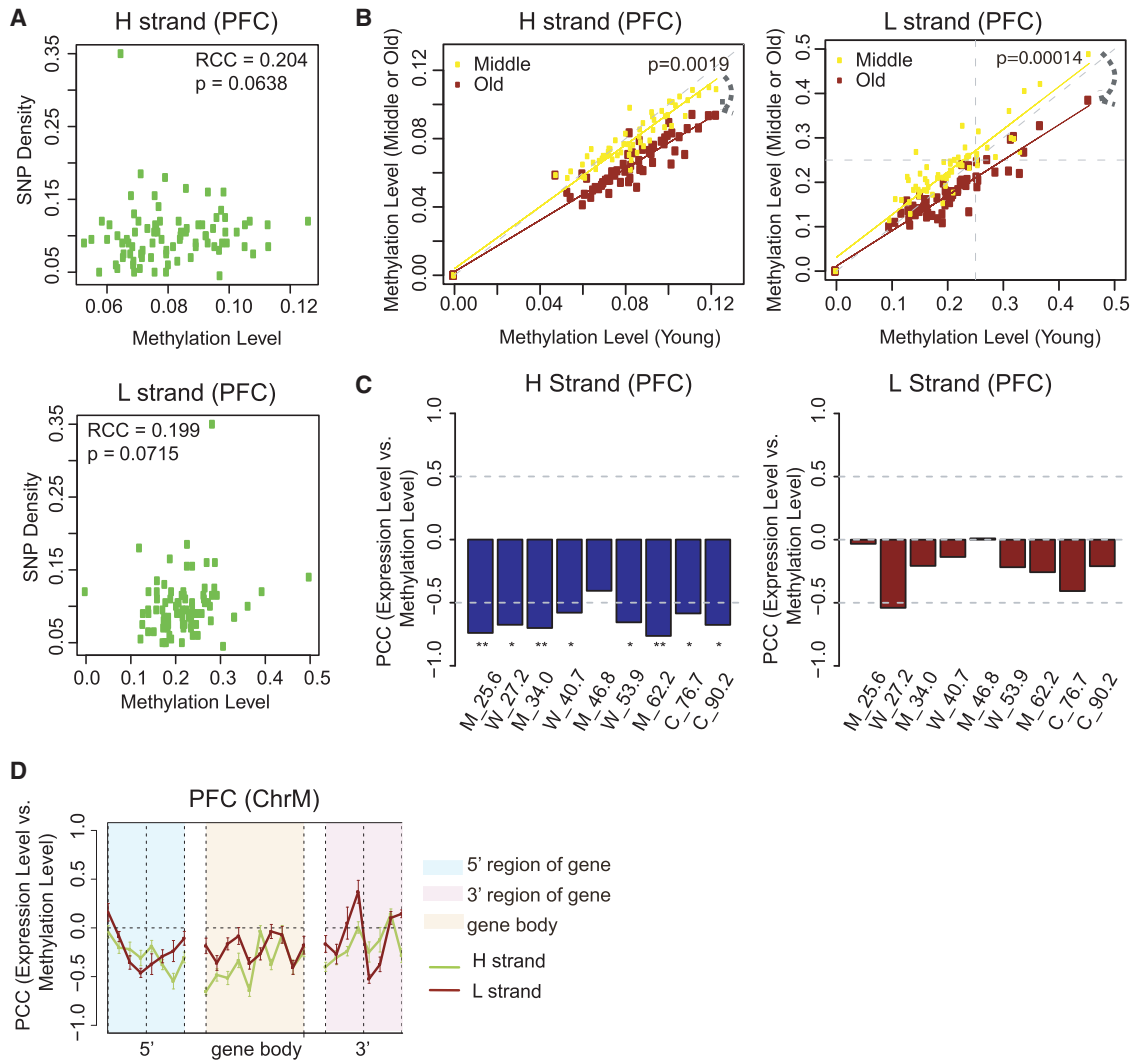 A
H strand (PFC)
RCC = 0.204
p = 0.0638
SNP Density
0.35
0.25
0.15
0.05
0.06
0.08
0.10
0.12
Methylation Level
L strand (PFC)
RCC = 0.199
p = 0.0715
SNP Density
0.35
0.25
0.15
0.05
0.0
0.1
0.2
0.3
0.4
0.5
Methylation Level
B
H strand (PFC)
Middle
Old
p=0.0019
Methylation Level (Middle or Old)
0.12
0.08
0.04
0.00
0.00
0.04
0.08
0.12
Methylation Level (Young)
L strand (PFC)
Middle
Old
p=0.00014
Methylation Level (Middle or Old)
0.5
0.4
0.3
0.2
0.1
0.0
0.0
0.1
0.2
0.3
0.4
0.5
Methylation Level (Young)
C
H Strand (PFC)
PCC (Expression Level vs.
Methylation Level)
1.0
0.5
0.0
−0.5
−1.0
** * ** * * ** * *
M_25.6
W_27.2
M_34.0
W_40.7
M_46.8
W_53.9
M_62.2
C_76.7
C_90.2
L Strand (PFC)
PCC (Expression Level vs.
Methylation Level)
1.0
0.5
0.0
−0.5
−1.0
M_25.6
W_27.2
M_34.0
W_40.7
M_46.8
W_53.9
M_62.2
C_76.7
C_90.2
D
PFC (ChrM)
PCC (Expression Level vs.
Methylation Level)
1.0
0.5
0.0
−0.5
−1.0
5’
gene body
3’
5’ region of gene
3’ region of gene
gene body
H strand
L strand